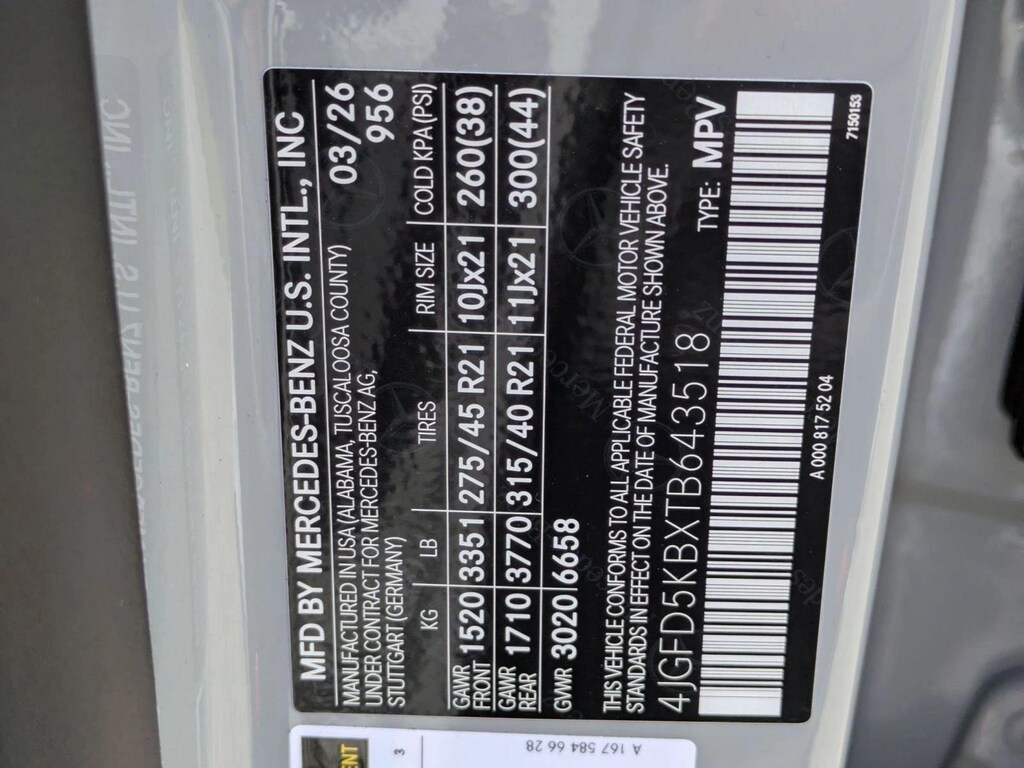 MFD BY MERCEDES-BENZ U.S. INTL., INC
MANUFACTURED IN USA (ALABAMA, TUSCALOOSA COUNTY) 03/26
UNDER CONTRACT FOR MERCEDES-BENZ AG, 956
STUTTGART (GERMANY)
KG LB TIRES RIM SIZE COLD KPA (PSI)
GAWR FRONT 1520 3351 275/45 R21 10Jx21 260(38)
GAWR REAR 1710 3770 315/40 R21 11Jx21 300(44)
GVWR 3020 6658
THIS VEHICLE CONFORMS TO ALL APPLICABLE FEDERAL MOTOR VEHICLE SAFETY
STANDARDS IN EFFECT ON THE DATE OF MANUFACTURE SHOWN ABOVE.
4JGFD5KBXTB643518 TYPE: MPV
A 000 817 52 04 7150153
3
A 167 584 66 28